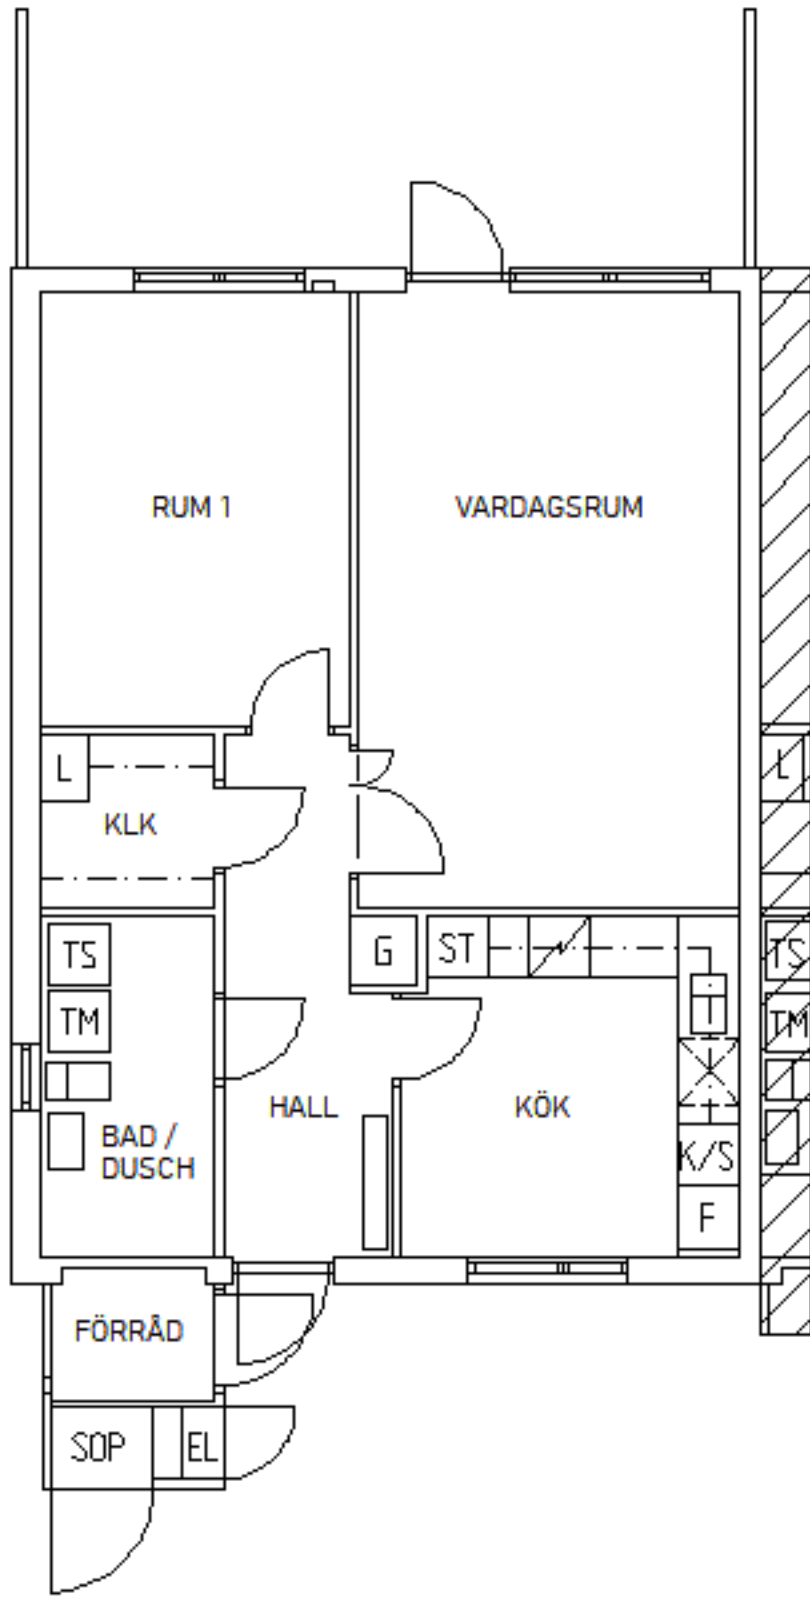 RUM 1
VARDAGSRUM
L
L
KLK
TS
G
ST
TS
TM
TM
HALL
KÖK
BAD /
DUSCH
K/S
F
FÖRRÅD
SOP
EL